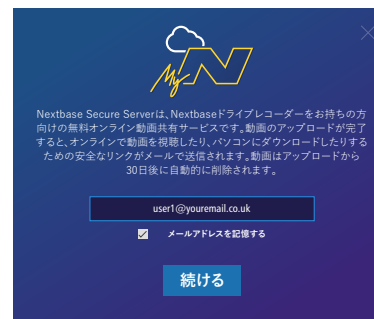 My N
Nextbase Secure Serverは、Nextbaseドライブレコーダーをお持ちの方
向けの無料オンライン動画共有サービスです。動画のアップロードが完了
すると、オンラインで動画を視聴したり、パソコンにダウンロードしたりする
ための安全なリンクがメールで送信されます。動画はアップロードから
30日後に自動的に削除されます。
user1@youremail.co.uk
メールアドレスを記憶する
続ける